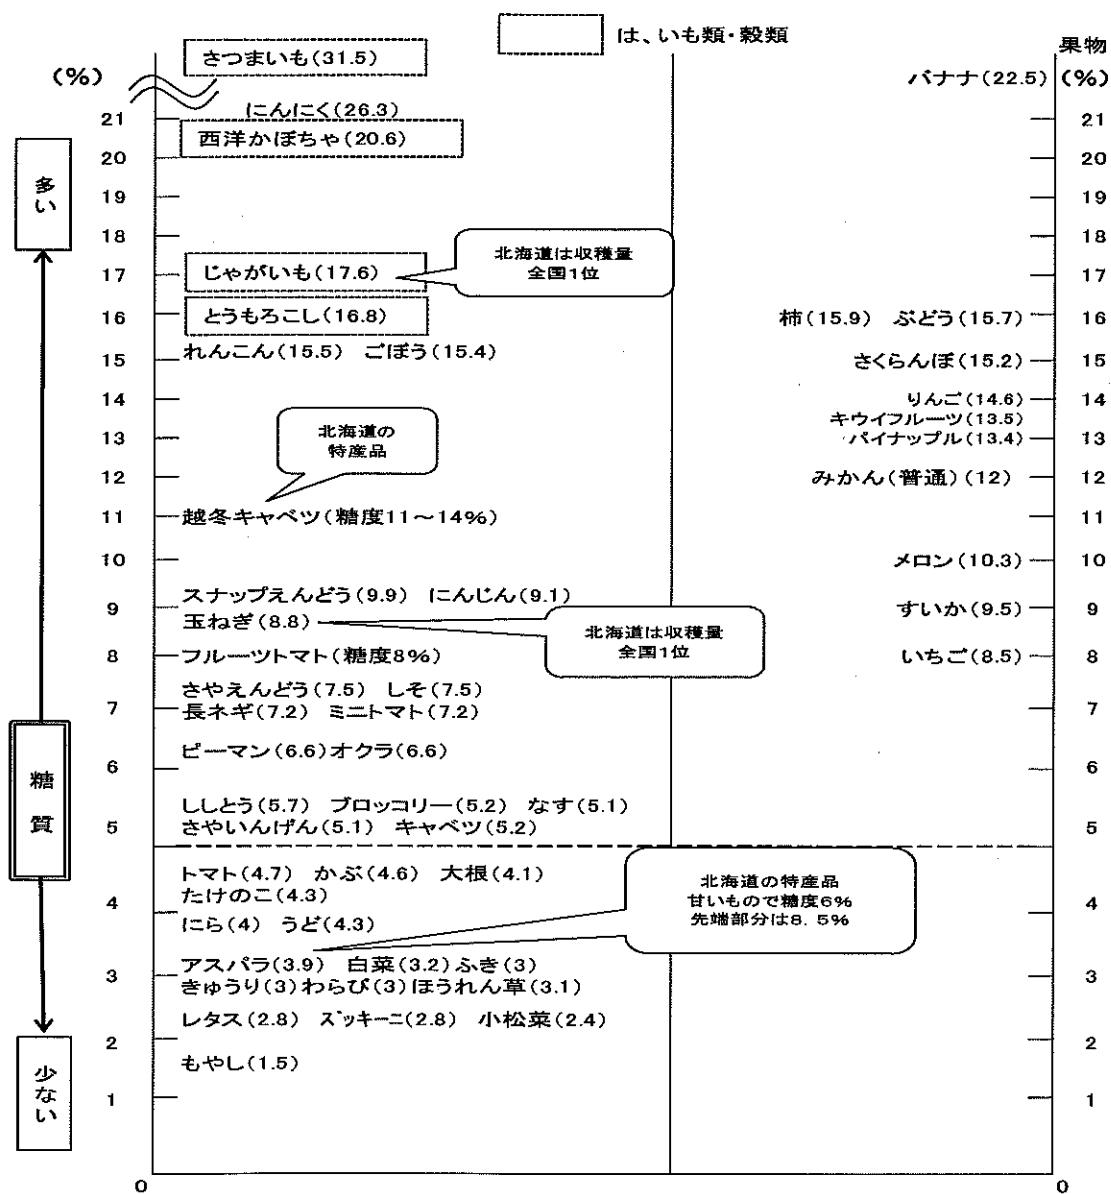 は、いも類・穀類
果物
(%)
(%)
さつまいも(31.5)
バナナ(22.5)
にんにく(26.3)
21
21
西洋かぼちゃ(20.6)
20
20
多い
19
19
18
18
北海道は収穫量
全国1位
じゃがいも(17.6)
17
17
とうもろこし(16.8)
16
柿(15.9) ぶどう(15.7)
16
れんこん(15.5) ごぼう(15.4)
15
さくらんぼ(15.2)
15
14
りんご(14.6)
14
キウイフルーツ(13.5)
北海道の
特産品
13
パイナップル(13.4)
13
12
みかん(普通)(12)
12
11
越冬キャベツ(糖度11～14%)
11
10
メロン(10.3)
10
スナップえんどう(9.9) にんじん(9.1)
9
すいか(9.5)
9
玉ねぎ(8.8)
北海道は収穫量
全国1位
8
フルーツトマト(糖度8%)
いちご(8.5)
8
さやえんどう(7.5) しそ(7.5)
7
長ネギ(7.2) ミニトマト(7.2)
7
ピーマン(6.6)オクラ(6.6)
6
6
糖質
ししとう(5.7) ブロッコリー(5.2) なす(5.1)
5
さやいんげん(5.1) キャベツ(5.2)
5
トマト(4.7) かぶ(4.6) 大根(4.1)
たけのこ(4.3)
北海道の特産品
甘いもので糖度6%
先端部分は8.5%
4
4
にら(4) うど(4.3)
アスパラ(3.9) 白菜(3.2)ふき(3)
3
3
きゅうり(3)わらび(3)ほうれん草(3.1)
レタス(2.8) ズッキーニ(2.8) 小松菜(2.4)
2
2
もやし(1.5)
少ない
1
1
0
0